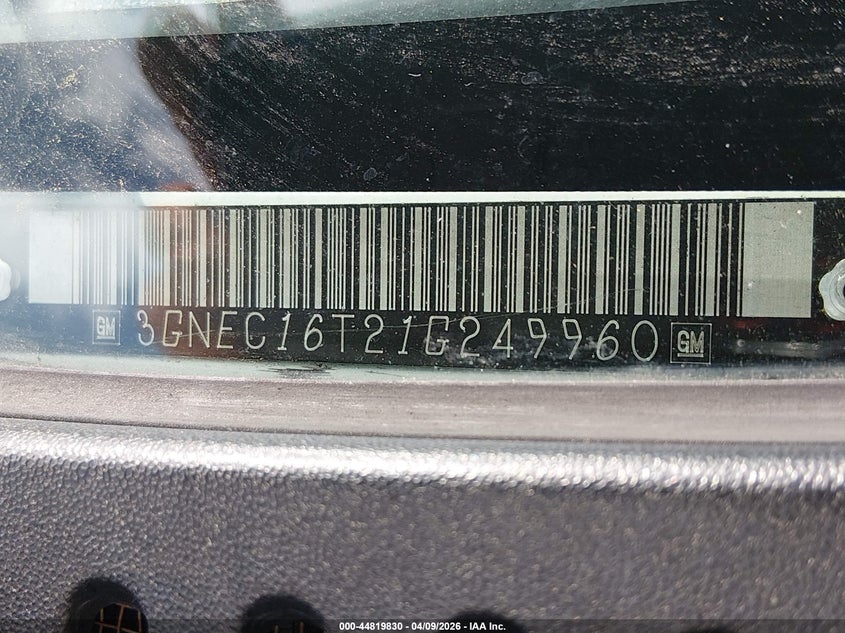 GM 3GNEC16T21G249960 GM
000-44819830 - 04/09/2026 - IAA Inc.